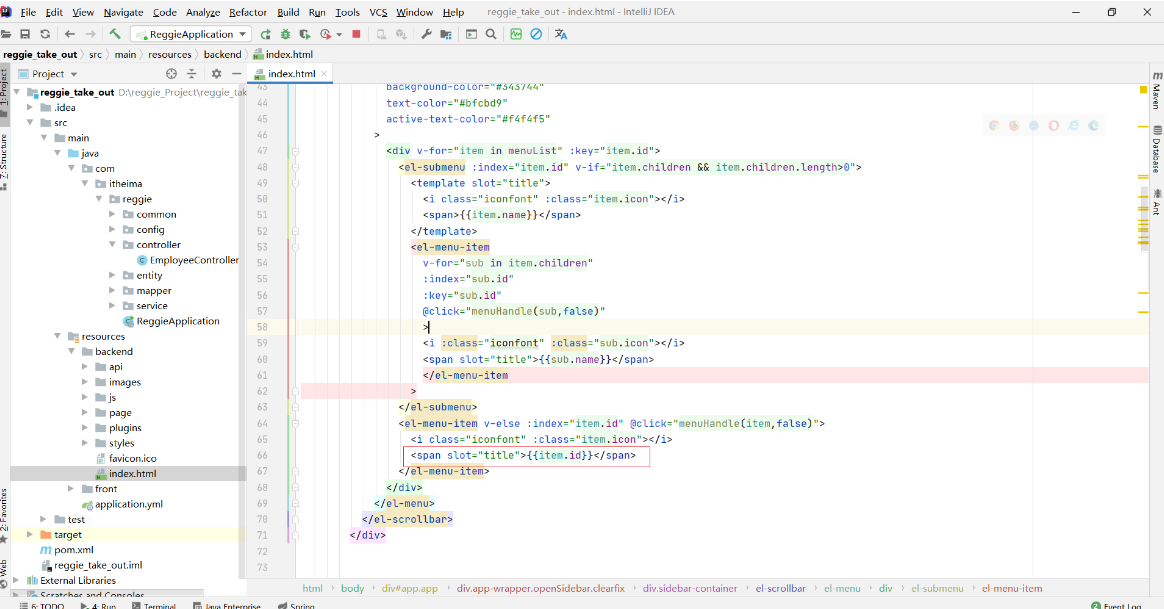 File Edit View Navigate Code Analyze Refactor Build Run Tools VCS Window Help reggie_take_out - index.html - IntelliJ IDEA
ReggieApplication
reggie_take_out src main resources backend index.html
Project
index.html
1: Project
Z: Structure
2: Favorites
Web
reggie_take_out D:\reggie_Project\reggie_tak
.idea
src
main
java
com
itheima
reggie
common
config
controller
EmployeeController
entity
mapper
service
ReggieApplication
resources
backend
api
images
js
page
plugins
styles
favicon.ico
index.html
front
application.yml
test
target
pom.xml
reggie_take_out.iml
External Libraries
Scratches and Consoles
43 background-color="#343744"
44 text-color="#bfcbd9"
45 active-text-color="#f4f4f5"
46 >
47 <div v-for="item in menuList" :key="item.id">
48 <el-submenu :index="item.id" v-if="item.children && item.children.length>0">
49 <template slot="title">
50 <i class="iconfont" :class="item.icon"></i>
51 <span>{{item.name}}</span>
52 </template>
53 <el-menu-item
54 v-for="sub in item.children"
55 :index="sub.id"
56 :key="sub.id"
57 @click="menuHandle(sub,false)"
58 >
59 <i :class="iconfont" :class="sub.icon"></i>
60 <span slot="title">{{sub.name}}</span>
61 </el-menu-item
62 >
63 </el-submenu>
64 <el-menu-item v-else :index="item.id" @click="menuHandle(item,false)">
65 <i class="iconfont" :class="item.icon"></i>
66 <span slot="title">{{item.id}}</span>
67 </el-menu-item>
68 </div>
69 </el-menu>
70 </el-scrollbar>
71 </div>
72
73
Maven
Database
Ant
html body div#app.app div.app-wrapper.openSidebar.clearfix div.sidebar-container el-scrollbar el-menu div el-submenu el-menu-item
6: TODO 4: Run Terminal Java Enterprise Spring 2 Event Log